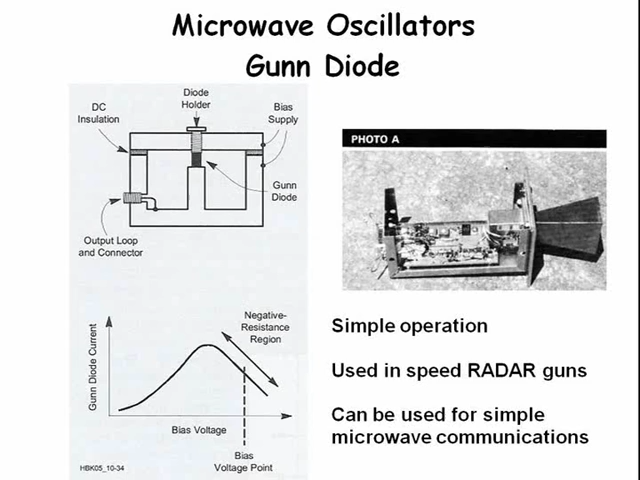 Microwave Oscillators
Gunn Diode
Diode
Holder
DC
Insulation
Bias
Supply
Gunn
Diode
Output Loop
and Connector
PHOTO A
Negative-
Resistance
Region
Gunn Diode Current
Bias Voltage
Bias
Voltage Point
HBK05_10-34
Simple operation
Used in speed RADAR guns
Can be used for simple
microwave communications